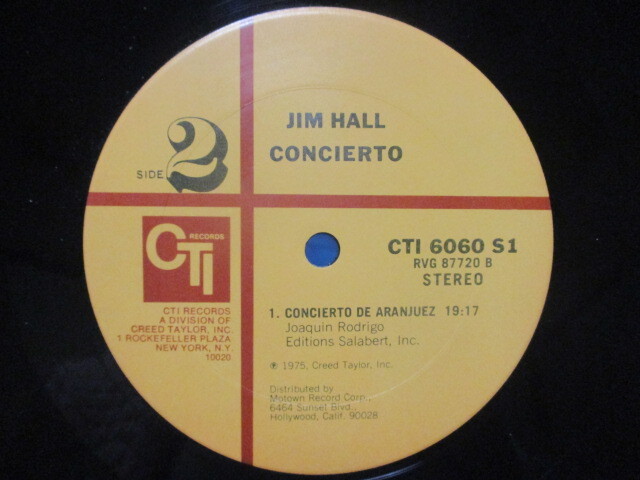 JIM HALL
CONCIERTO
SIDE 2
CTI RECORDS
CTI 6060 S1
RVG 87720 B
STEREO
CTI RECORDS
A DIVISION OF
CREED TAYLOR, INC.
1 ROCKEFELLER PLAZA
NEW YORK, N.Y.
10020
1. CONCIERTO DE ARANJUEZ 19:17
Joaquin Rodrigo
Editions Salabert, Inc.
℗ 1975, Creed Taylor, Inc.
Distributed by
Motown Record Corp.,
6464 Sunset Blvd.,
Hollywood, Calif. 90028